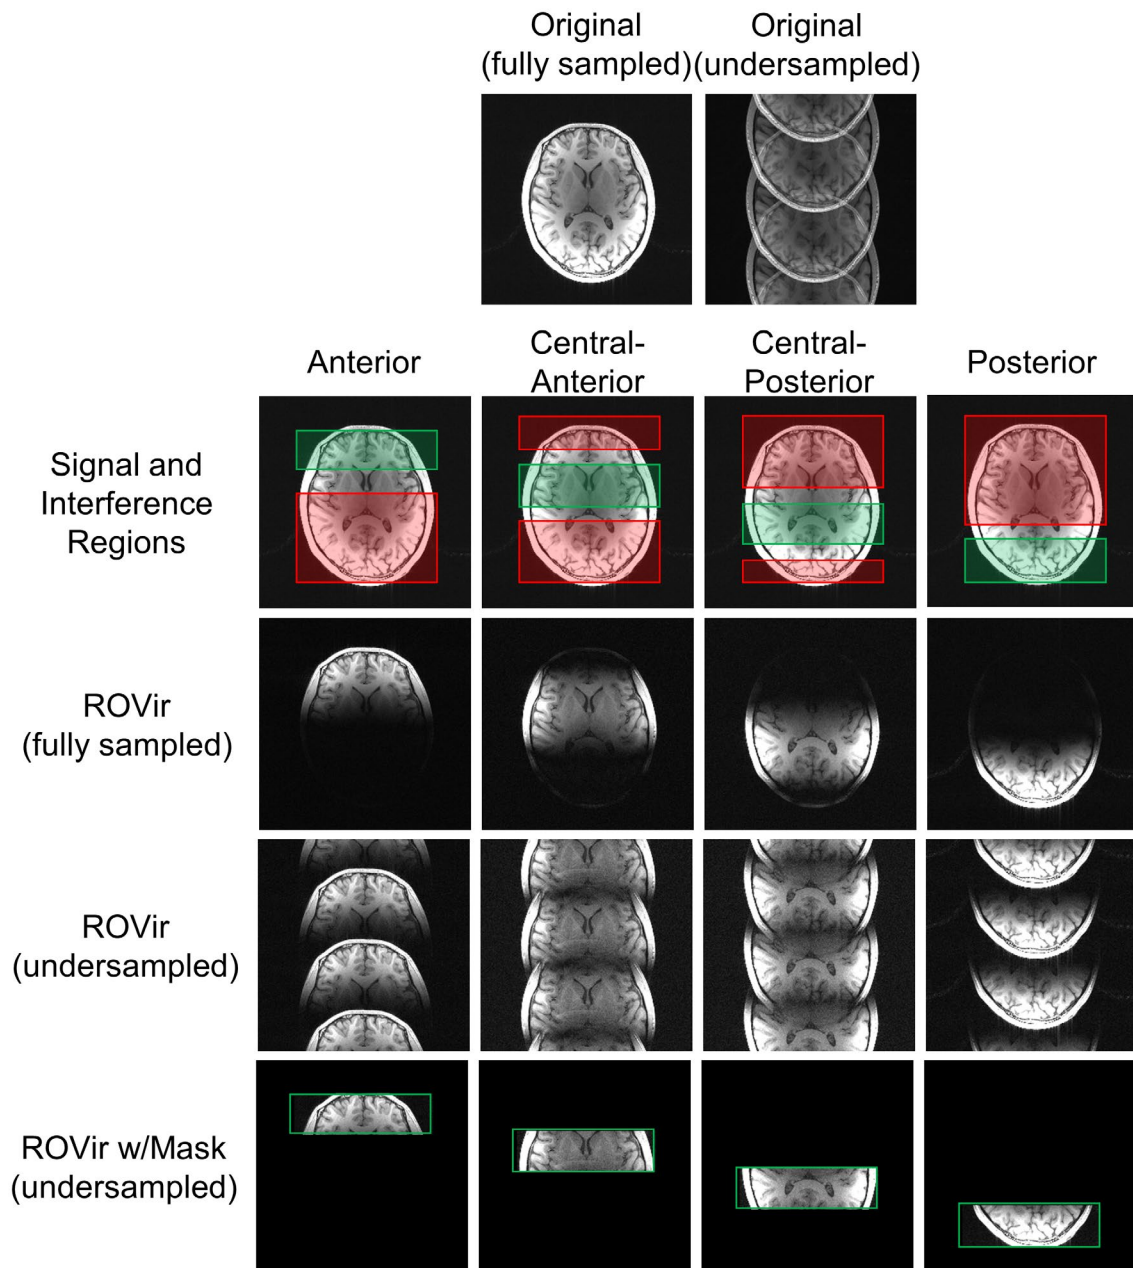 Original
(fully sampled)
Original
(undersampled)
Anterior
Central-
Anterior
Central-
Posterior
Posterior
Signal and
Interference
Regions
ROVir
(fully sampled)
ROVir
(undersampled)
ROVir w/Mask
(undersampled)